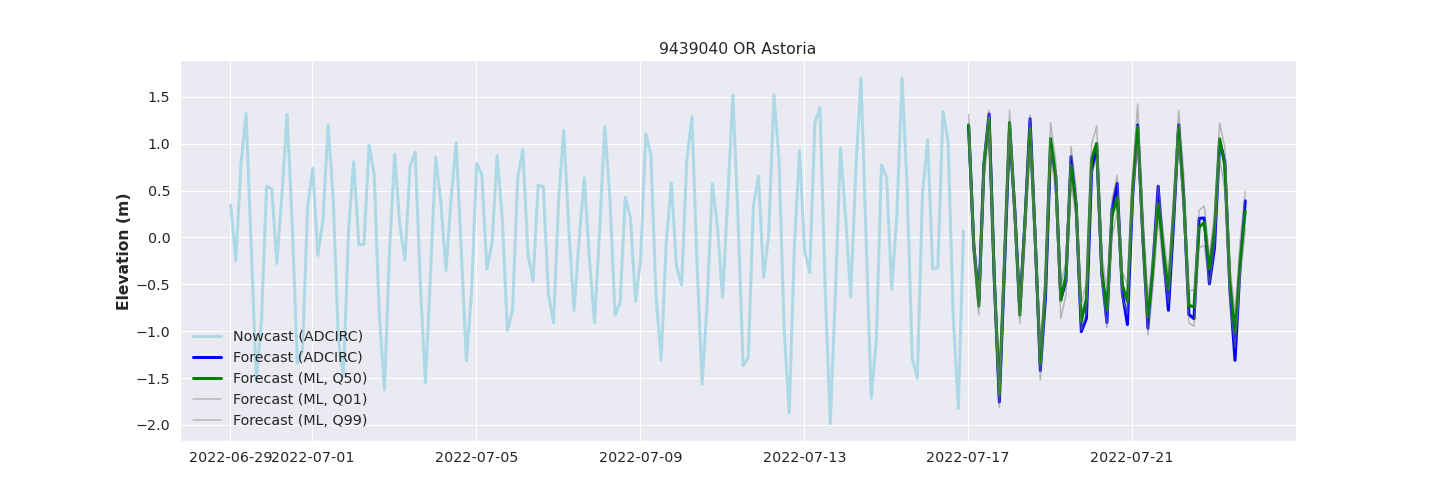 9439040 OR Astoria
Elevation (m)
1.5
1.0
0.5
0.0
−0.5
−1.0
−1.5
−2.0
Nowcast (ADCIRC)
Forecast (ADCIRC)
Forecast (ML, Q50)
Forecast (ML, Q01)
Forecast (ML, Q99)
2022-06-29 2022-07-01 2022-07-05 2022-07-09 2022-07-13 2022-07-17 2022-07-21